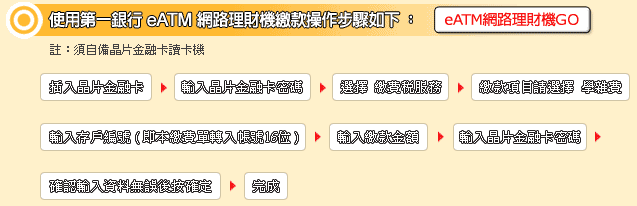 使用第一銀行 eATM 網路理財機繳款操作步驟如下： eATM網路理財機GO
註：須自備晶片金融卡讀卡機
插入晶片金融卡 輸入晶片金融卡密碼 選擇 繳費稅服務 繳款項目請選擇 學雜費
輸入存戶編號（即本繳費單轉入帳號16位） 輸入繳款金額 輸入晶片金融卡密碼
確認輸入資料無誤後按確定 完成